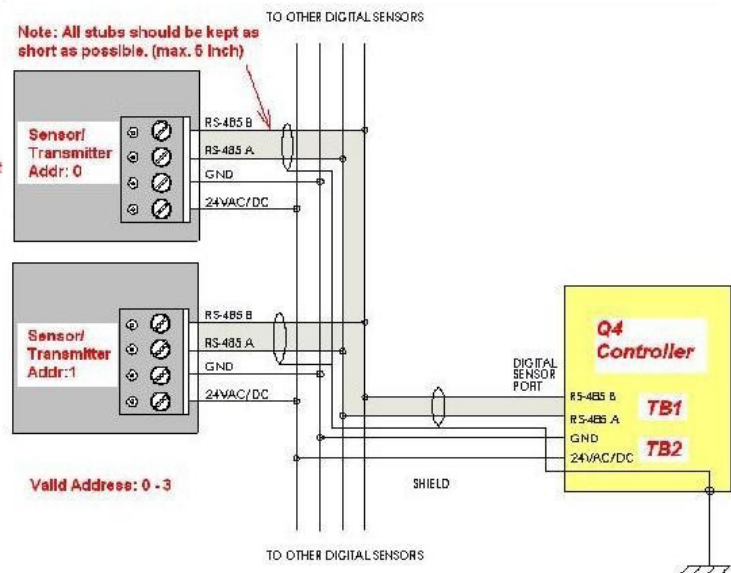 TO OTHER DIGITAL SENSORS
Note: All stubs should be kept as
short as possible. (max. 6 inch)
Sensor/
Transmitter
Addr: 0
RS-485 B
RS-485 A
GND
24VAC/DC
Sensor/
Transmitter
Addr:1
RS-485 B
RS-485 A
GND
24VAC/DC
Q4
Controller
DIGITAL
SENSOR
PORT
RS-485 B
RS-485 A
GND
24VAC/DC
TB1
TB2
Valid Address: 0 - 3
SHIELD
TO OTHER DIGITAL SENSORS